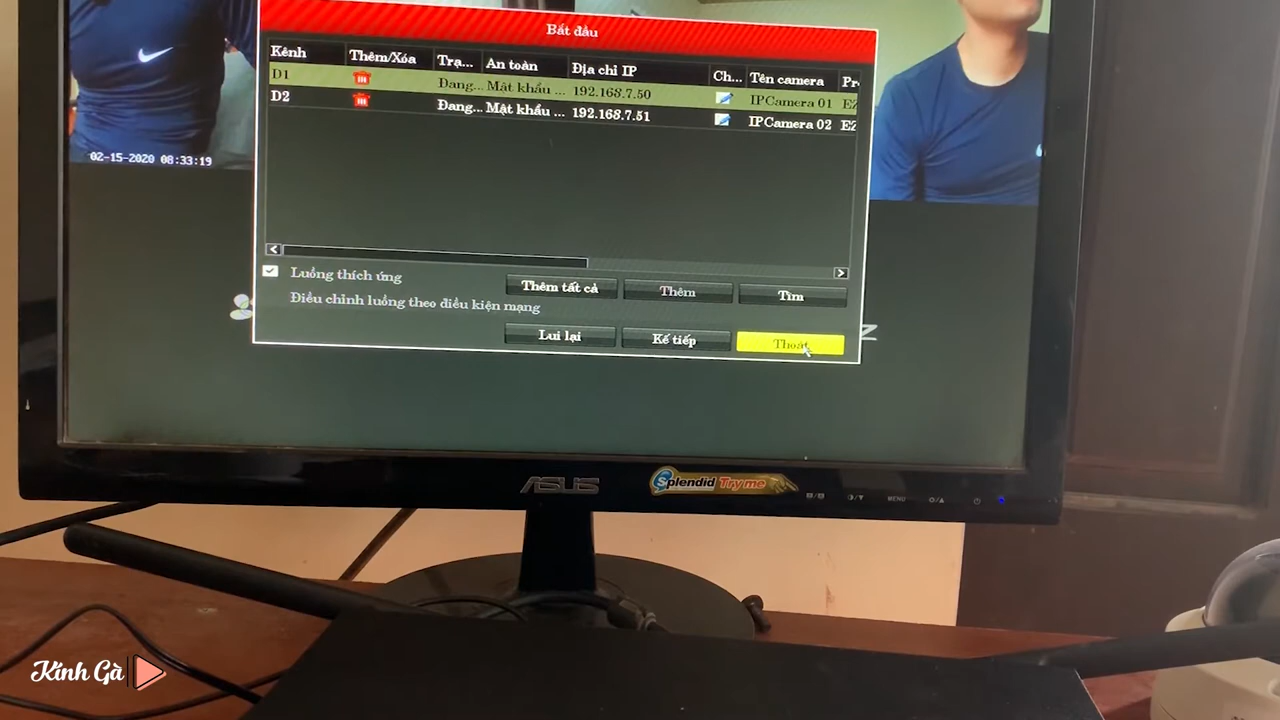 Bắt đầu
Kênh Thêm/Xóa Trạ... An toàn Địa chỉ IP Ch... Tên camera Pr
D1 Đang... Mật khẩu ... 192.168.7.50 IPCamera 01 EZ
D2 Đang... Mật khẩu ... 192.168.7.51 IPCamera 02 EZ
02-15-2020 08:33:19
Luồng thích ứng
Thêm tất cả Thêm Tìm
Điều chỉnh luồng theo điều kiện mạng
Lui lại Kế tiếp Thoát
Z
ASUS
Splendid Try me
MENU
Kính Gà